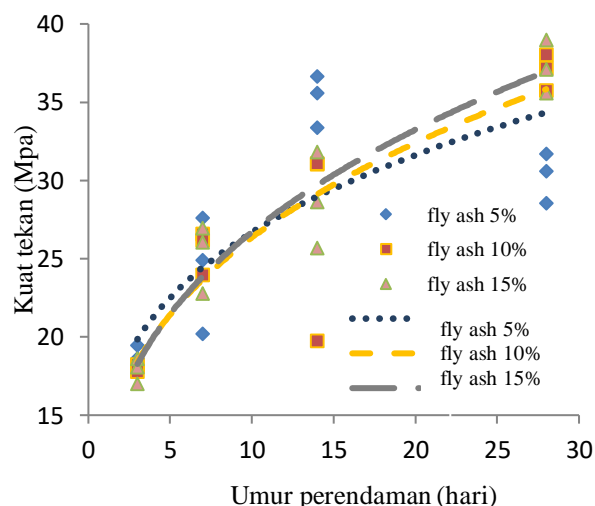 Kuat tekan (Mpa)
40
35
30
25
20
15
0
5
10
15
20
25
30
Umur perendaman (hari)
fly ash 5%
fly ash 10%
fly ash 15%
fly ash 5%
fly ash 10%
fly ash 15%